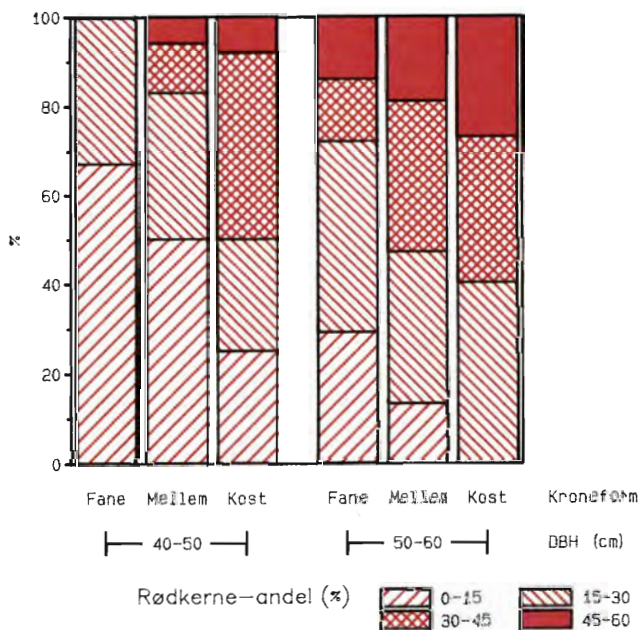 100
80
60
40
20
0
%
Fane Mellem Kost Fane Mellem Kost Kroneform
40-50 50-60 DBH (cm)
Rødkerne-andel (%) 0-15 15-30
30-45 45-60